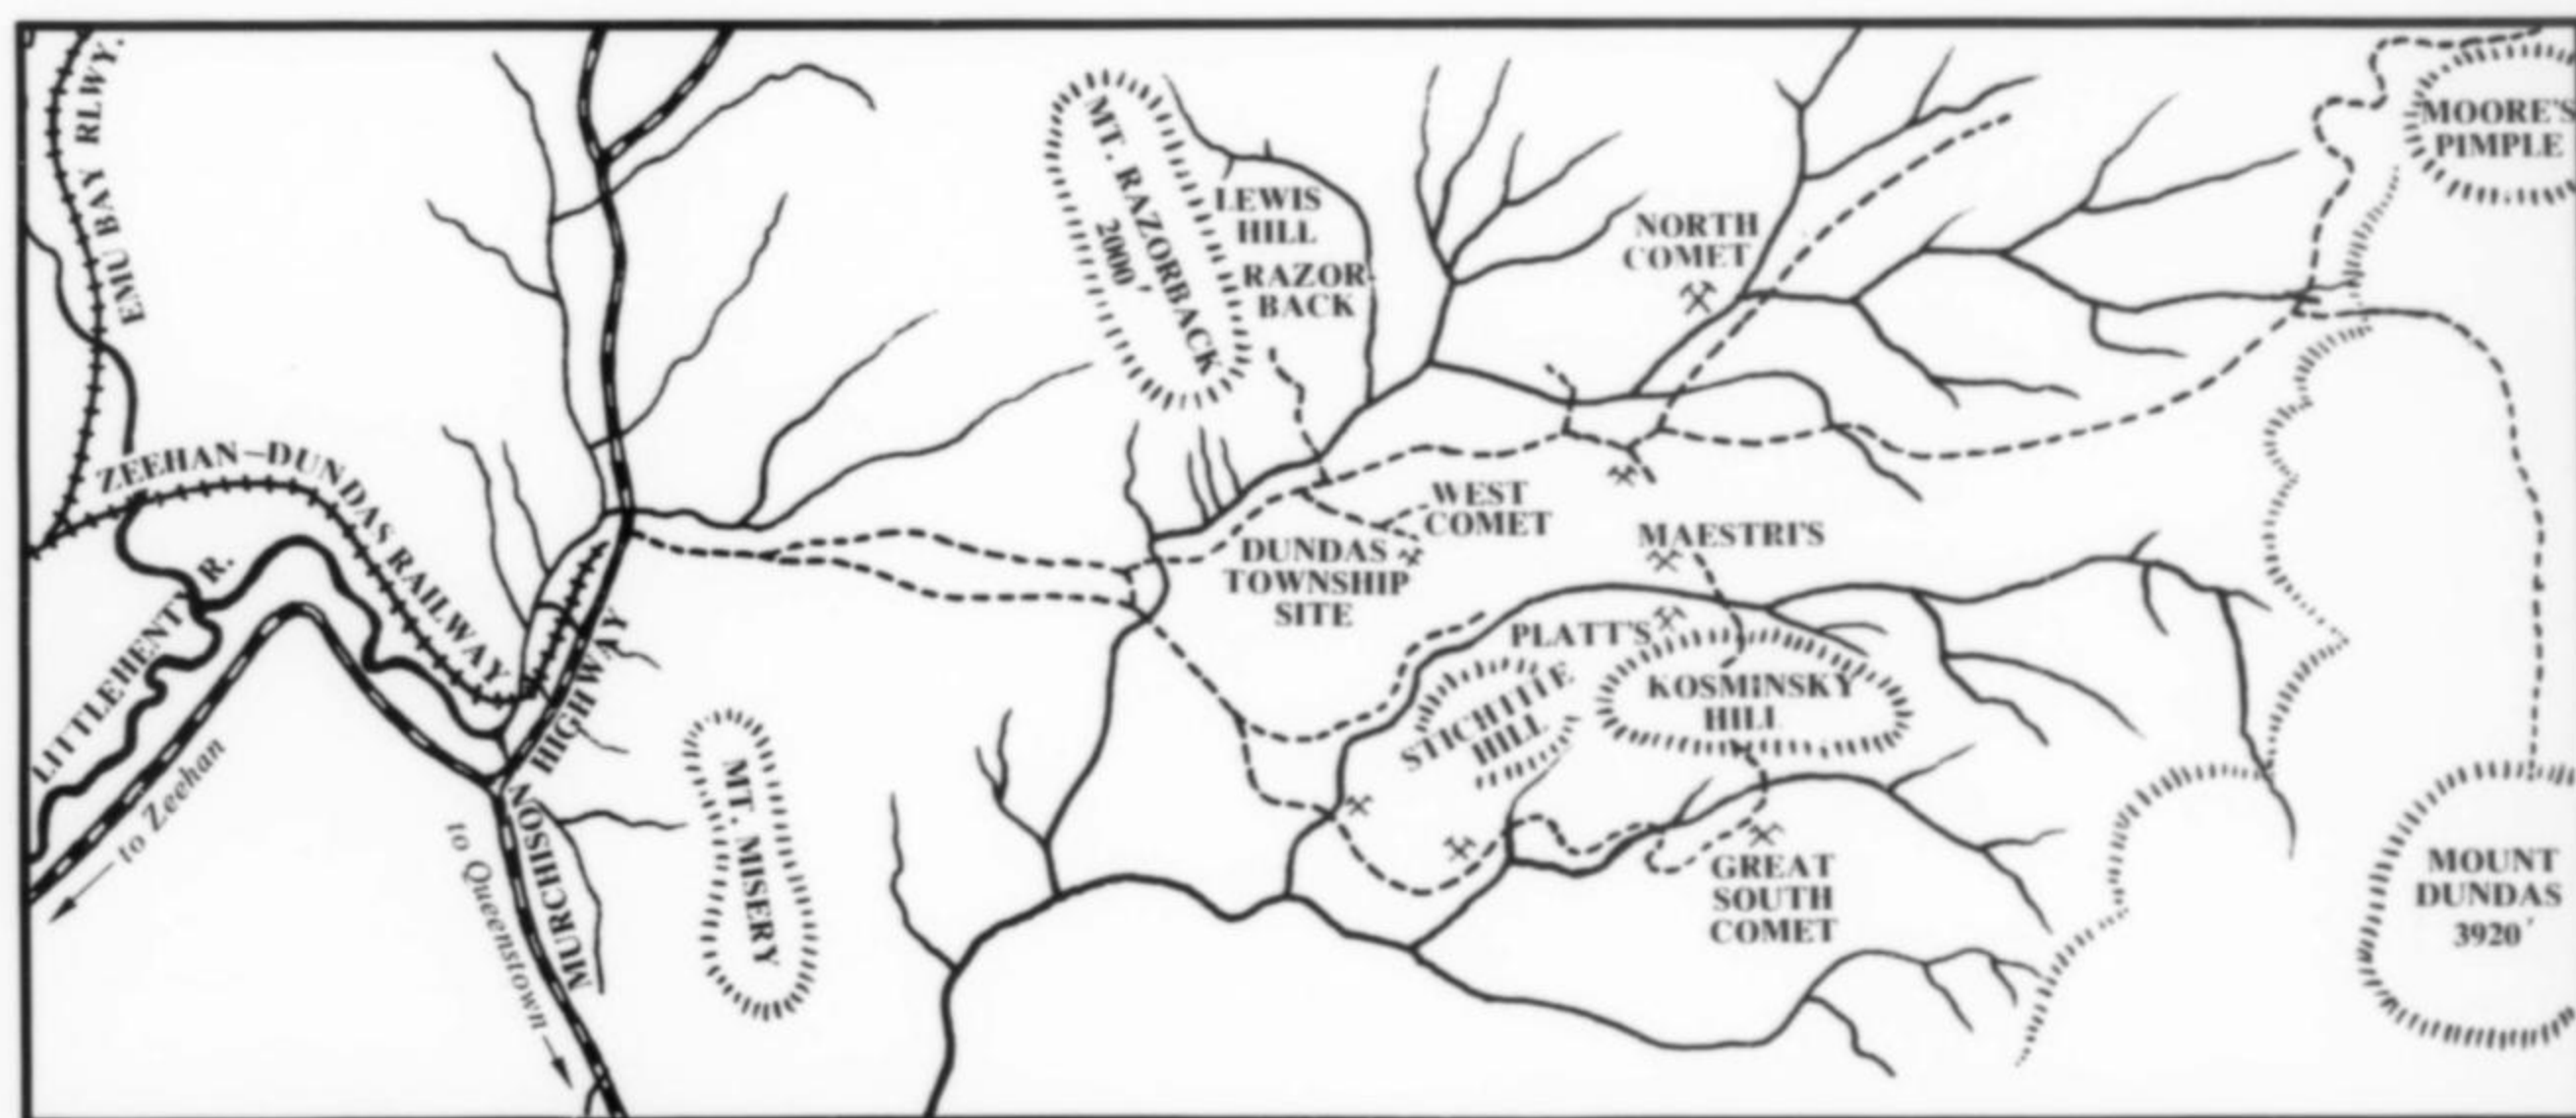 EMU BAY RLWY.
MT. RAZORBACK
2000'
LEWIS
HILL
RAZOR-
BACK
NORTH
COMET
MOORE'S
PIMPLE
ZEEHAN–DUNDAS RAILWAY
WEST
COMET
DUNDAS
TOWNSHIP
SITE
MAESTRI'S
PLATT'S
LITTLE HENTY R.
STICHTITE
HILL
KOSMINSKY
HILL
to Zeehan
MURCHISON HIGHWAY
to Queenstown
MT. MISERY
GREAT
SOUTH
COMET
MOUNT
DUNDAS
3920'